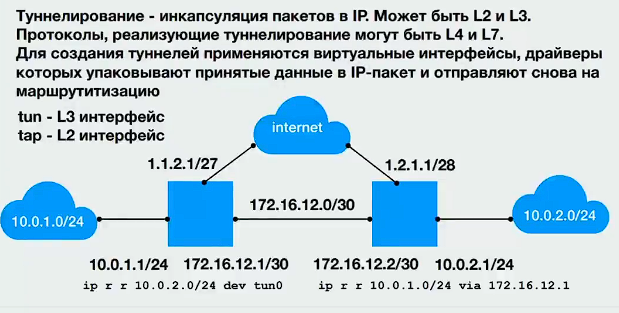 Туннелирование - инкапсуляция пакетов в IP. Может быть L2 и L3.
Протоколы, реализующие туннелирование могут быть L4 и L7.
Для создания туннелей применяются виртуальные интерфейсы, драйверы
которых упаковывают принятые данные в IP-пакет и отправляют снова на
маршрутитизацию
tun - L3 интерфейс
tap - L2 интерфейс
internet
1.1.2.1/27
1.2.1.1/28
10.0.1.0/24
172.16.12.0/30
10.0.2.0/24
10.0.1.1/24
172.16.12.1/30
172.16.12.2/30
10.0.2.1/24
ip r r 10.0.2.0/24 dev tun0
ip r r 10.0.1.0/24 via 172.16.12.1